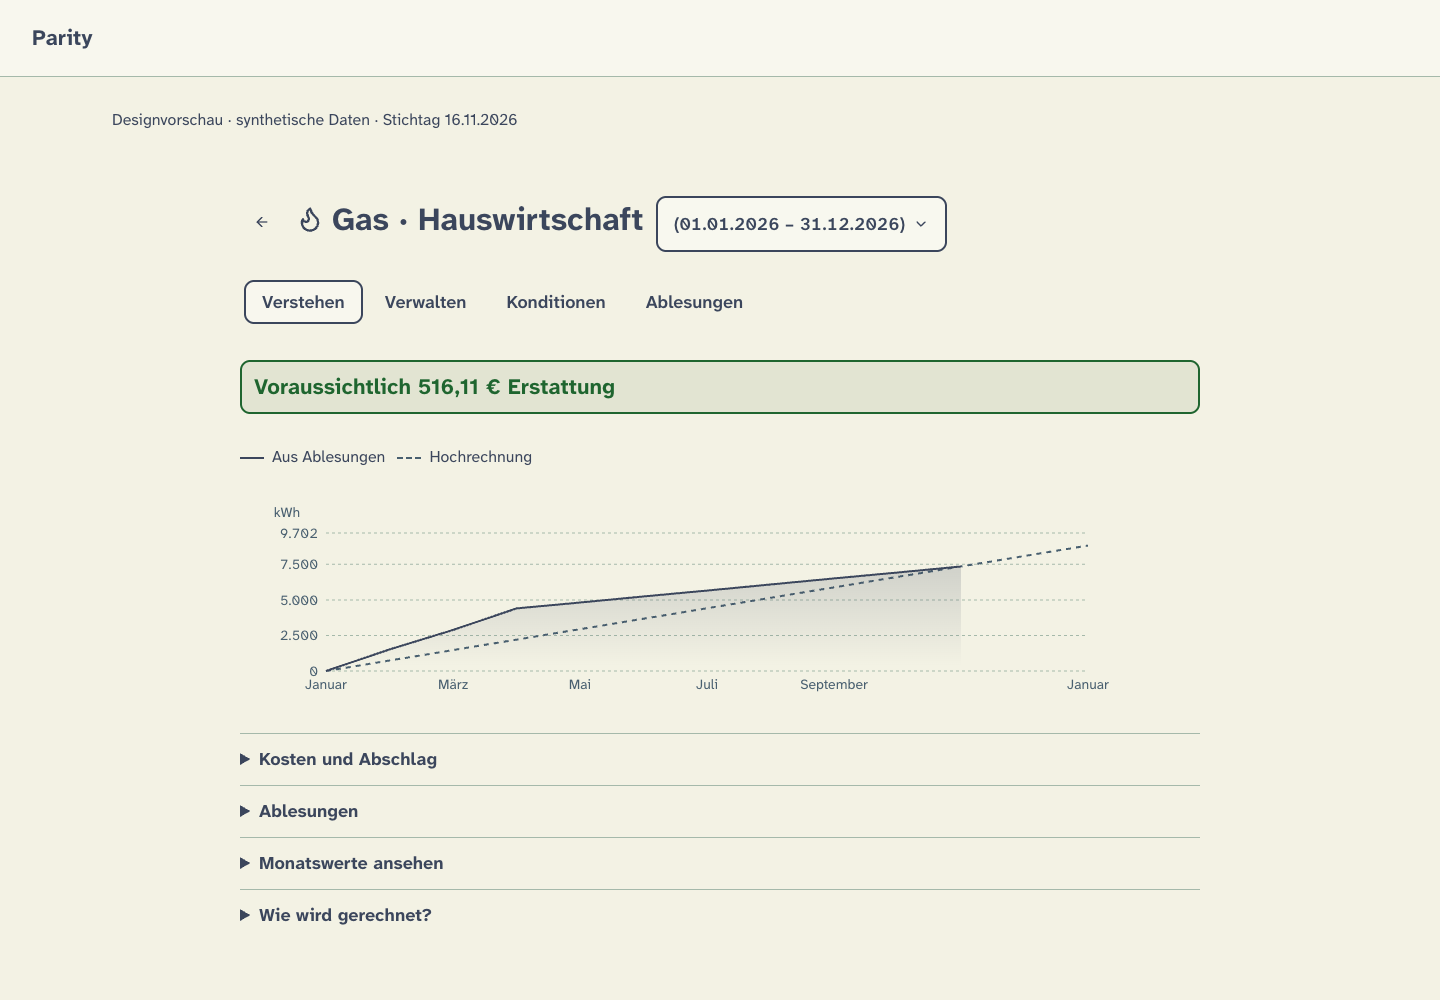 Parity
Designvorschau · synthetische Daten · Stichtag 16.11.2026
Gas · Hauswirtschaft (01.01.2026 – 31.12.2026)
Verstehen Verwalten Konditionen Ablesungen
Voraussichtlich 516,11 € Erstattung
Aus Ablesungen Hochrechnung
kWh
9.702
7.500
5.000
2.500
0
Januar März Mai Juli September Januar
Kosten und Abschlag
Ablesungen
Monatswerte ansehen
Wie wird gerechnet?